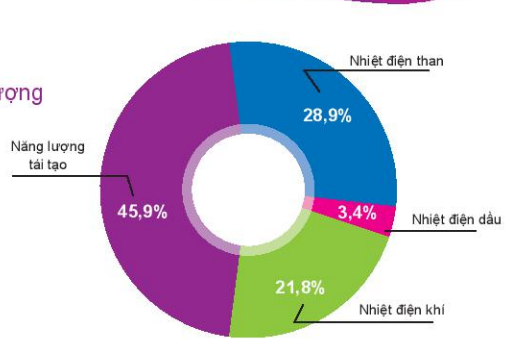 Nhiệt điện than
28,9%
Năng lượng
tái tạo
45,9%
3,4%
Nhiệt điện dầu
21,8%
Nhiệt điện khí